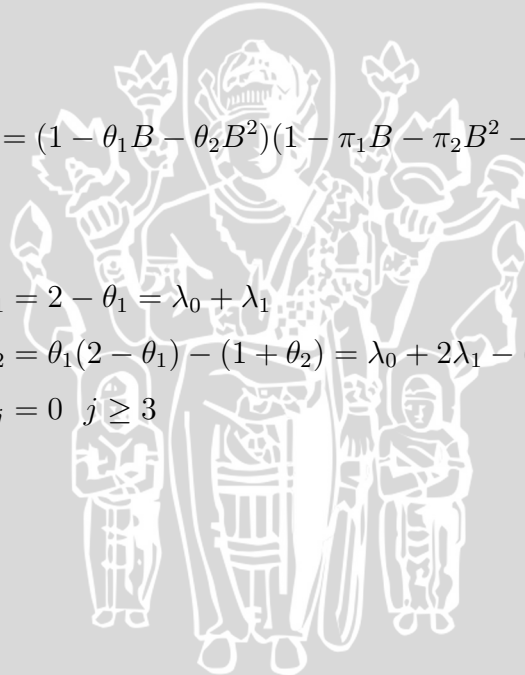 = (1 − θ₁B − θ₂B²)(1 − π₁B − π₂B² −
₁ = 2 − θ₁ = λ₀ + λ₁
₂ = θ₁(2 − θ₁) − (1 + θ₂) = λ₀ + 2λ₁ −
ⱼ = 0 j ≥ 3